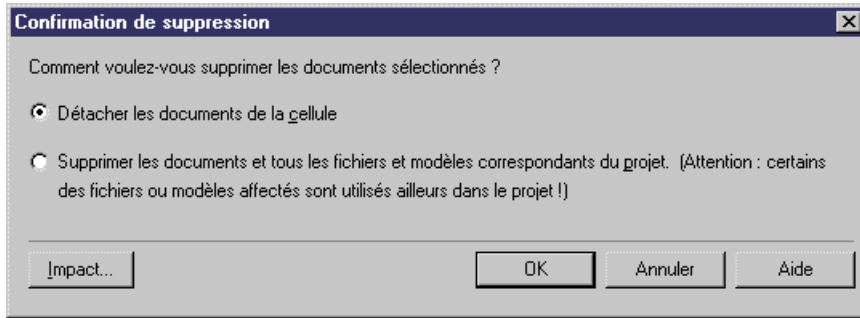 Confirmation de suppression
Comment voulez-vous supprimer les documents sélectionnés ?
Détacher les documents de la cellule
Supprimer les documents et tous les fichiers et modèles correspondants du projet. (Attention : certains
des fichiers ou modèles affectés sont utilisés ailleurs dans le projet !)
Impact... OK Annuler Aide